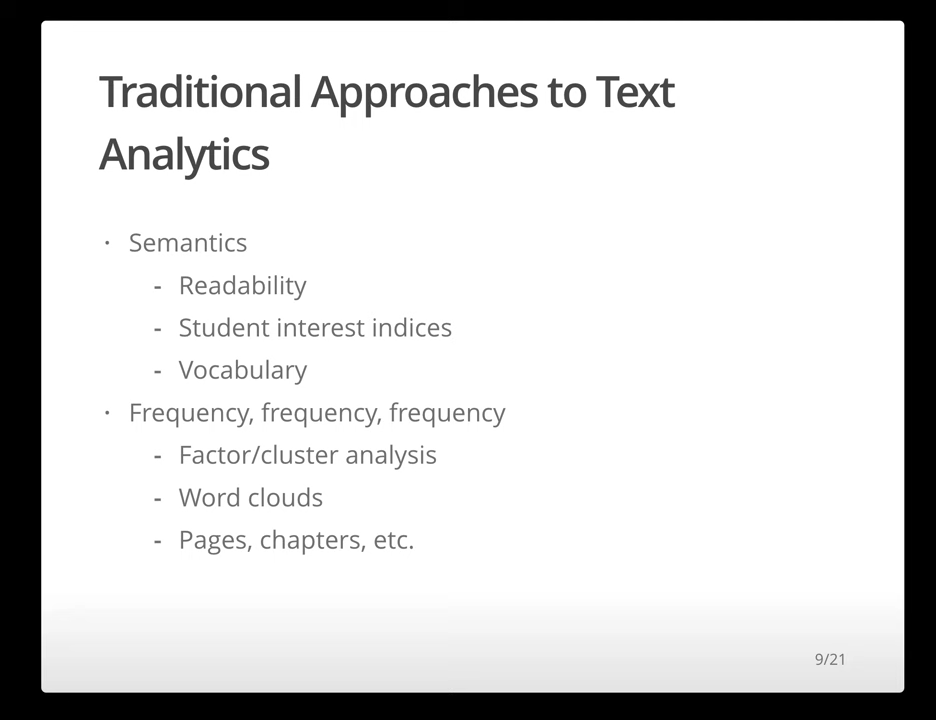 Traditional Approaches to Text
Analytics
· Semantics
- Readability
- Student interest indices
- Vocabulary
· Frequency, frequency, frequency
- Factor/cluster analysis
- Word clouds
- Pages, chapters, etc.
9/21